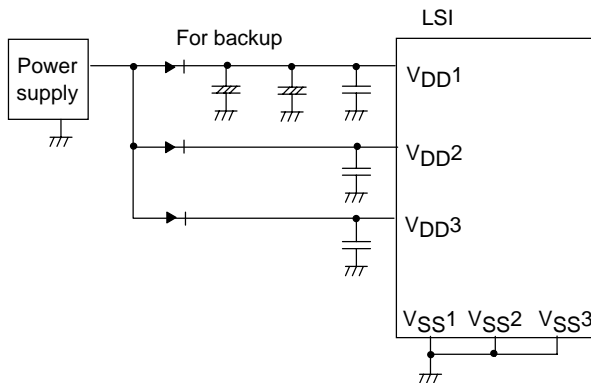 LSI
For backup
Power
supply
VDD1
VDD2
VDD3
VSS1 VSS2 VSS3